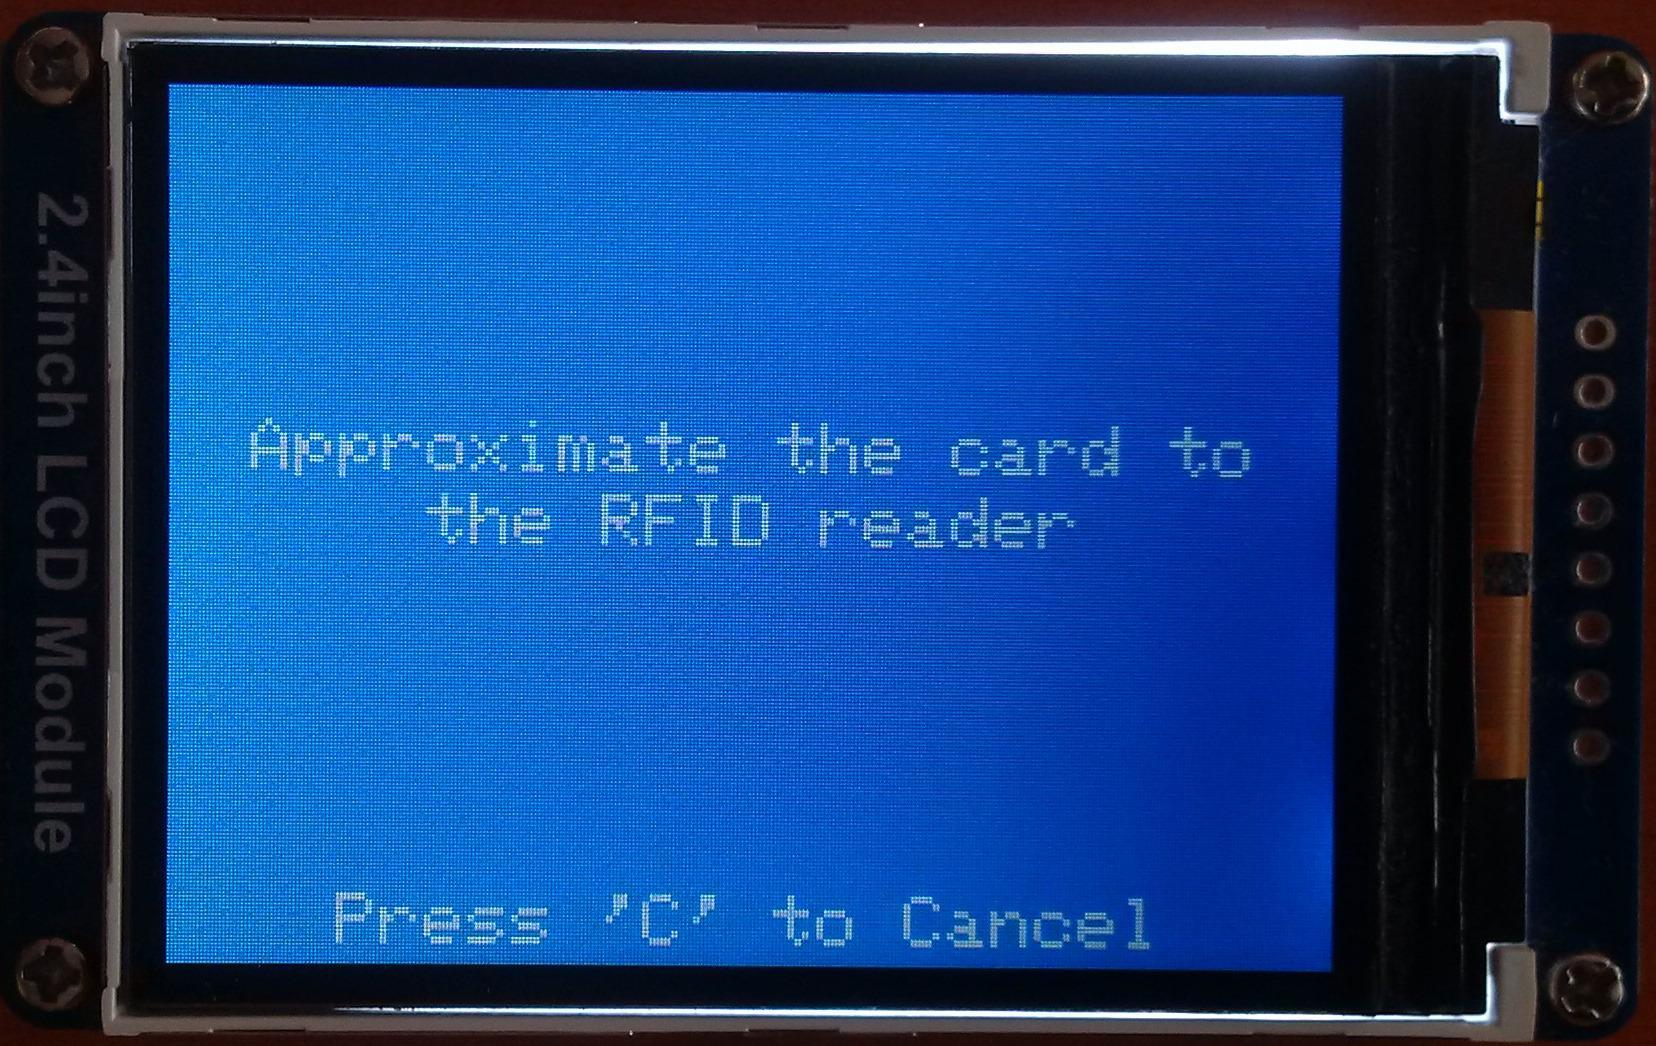 2.4inch LCD Module
Approximate the card to
the RFID reader
Press 'C' to Cancel